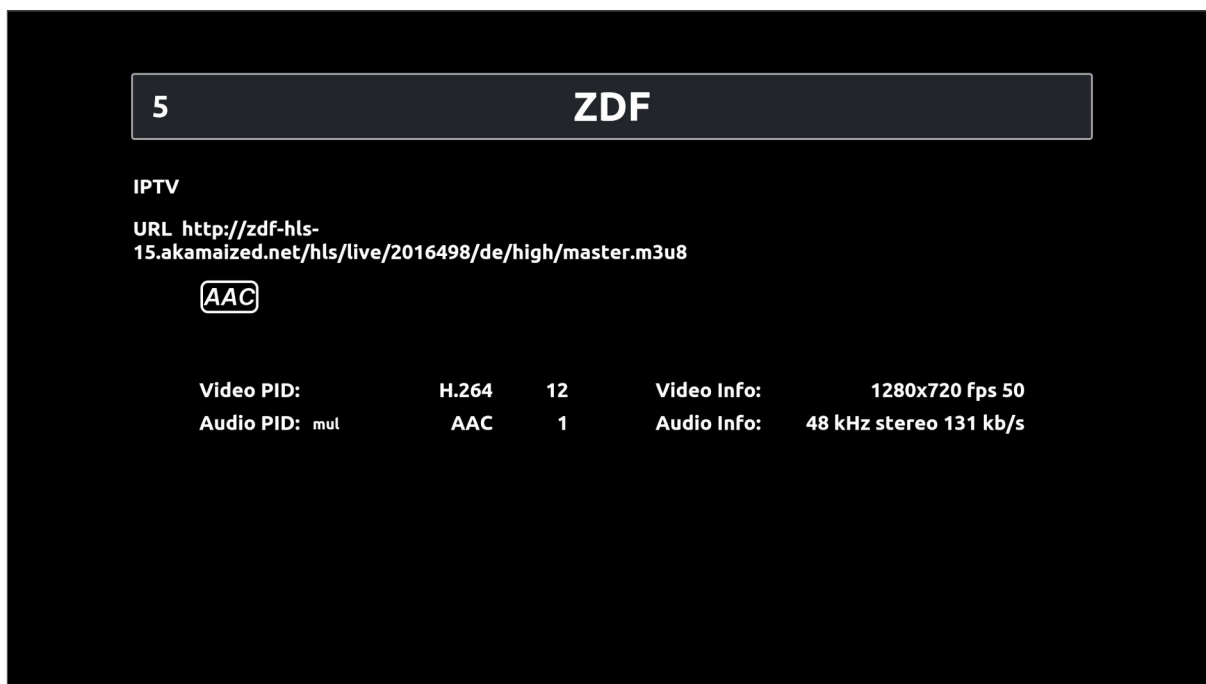 5 ZDF
IPTV
URL http://zdf-hls-
15.akamaized.net/hls/live/2016498/de/high/master.m3u8
AAC
Video PID: H.264 12 Video Info: 1280x720 fps 50
Audio PID: mul AAC 1 Audio Info: 48 kHz stereo 131 kb/s